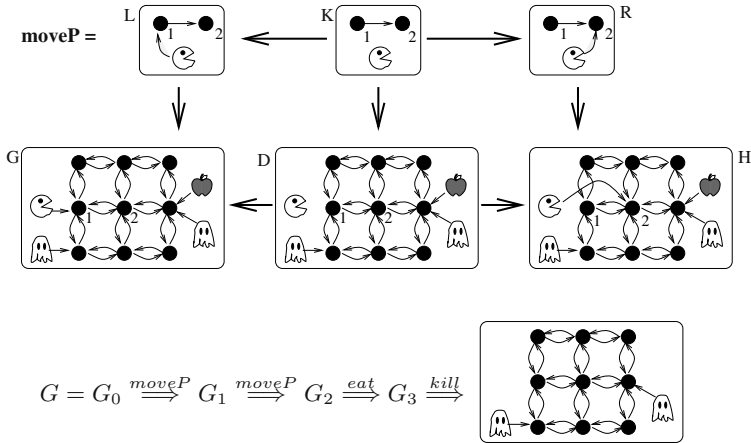 L K R
moveP =
1 2 1 2 1 2
G D H
1 2 1 2 1 2
G = G₀ moveP⟹ G₁ moveP⟹ G₂ eat⟹ G₃ kill⟹